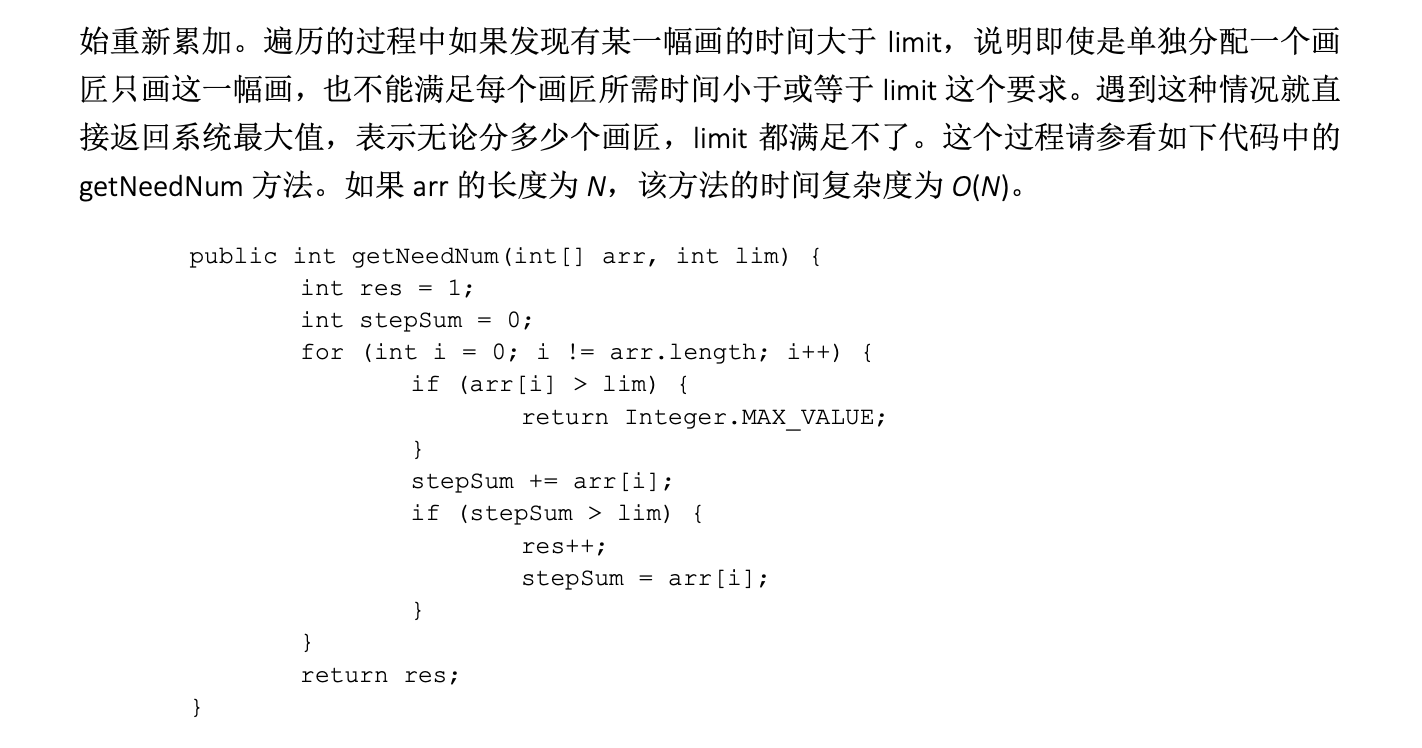 始重新累加。遍历的过程中如果发现有某一幅画的时间大于 limit，说明即使是单独分配一个画
匠只画这一幅画，也不能满足每个画匠所需时间小于或等于 limit 这个要求。遇到这种情况就直
接返回系统最大值，表示无论分多少个画匠，limit 都满足不了。这个过程请参看如下代码中的
getNeedNum 方法。如果 arr 的长度为 N，该方法的时间复杂度为 O(N)。
public int getNeedNum(int[] arr, int lim) {
int res = 1;
int stepSum = 0;
for (int i = 0; i != arr.length; i++) {
if (arr[i] > lim) {
return Integer.MAX_VALUE;
}
stepSum += arr[i];
if (stepSum > lim) {
res++;
stepSum = arr[i];
}
}
return res;
}